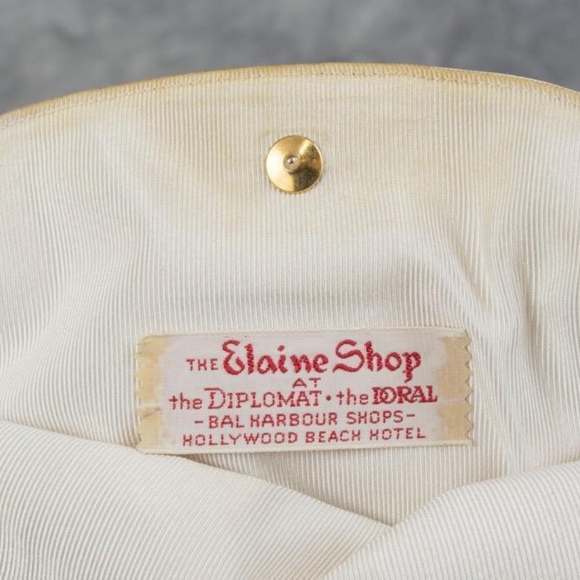 THE Elaine Shop
AT
the DIPLOMAT · the DORAL
- BAL HARBOUR SHOPS -
HOLLYWOOD BEACH HOTEL